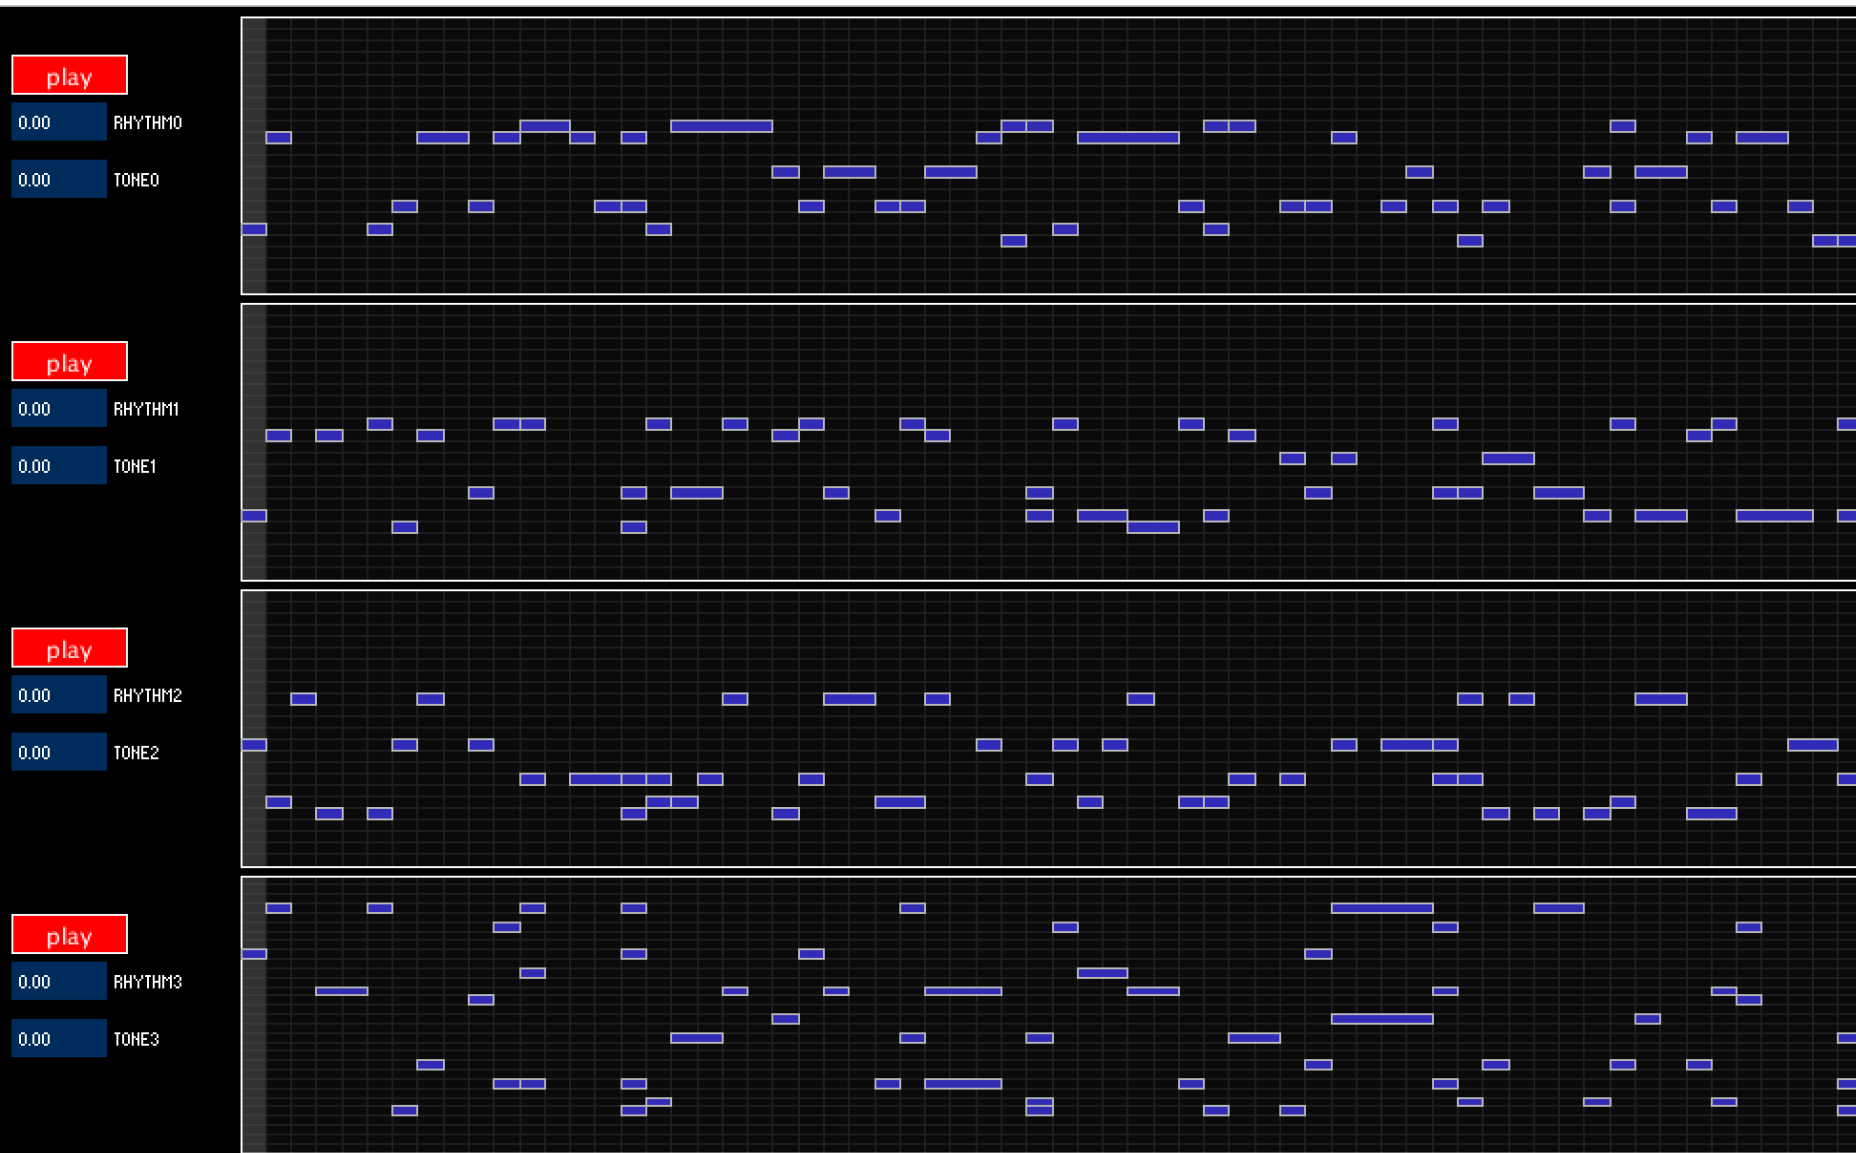 play
0.00 RHYTHM0
0.00 TONE0
play
0.00 RHYTHM1
0.00 TONE1
play
0.00 RHYTHM2
0.00 TONE2
play
0.00 RHYTHM3
0.00 TONE3